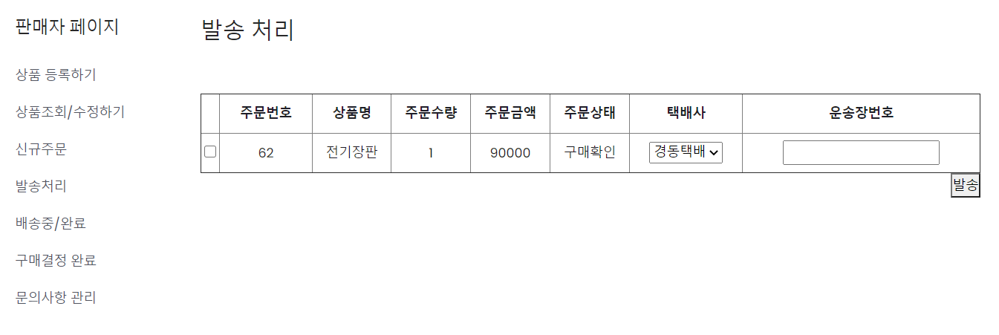 판매자 페이지
상품 등록하기
상품조회/수정하기
신규주문
발송처리
배송중/완료
구매결정 완료
문의사항 관리
발송 처리
주문번호 상품명 주문수량 주문금액 주문상태 택배사 운송장번호
62 전기장판 1 90000 구매확인 경동택배
발송